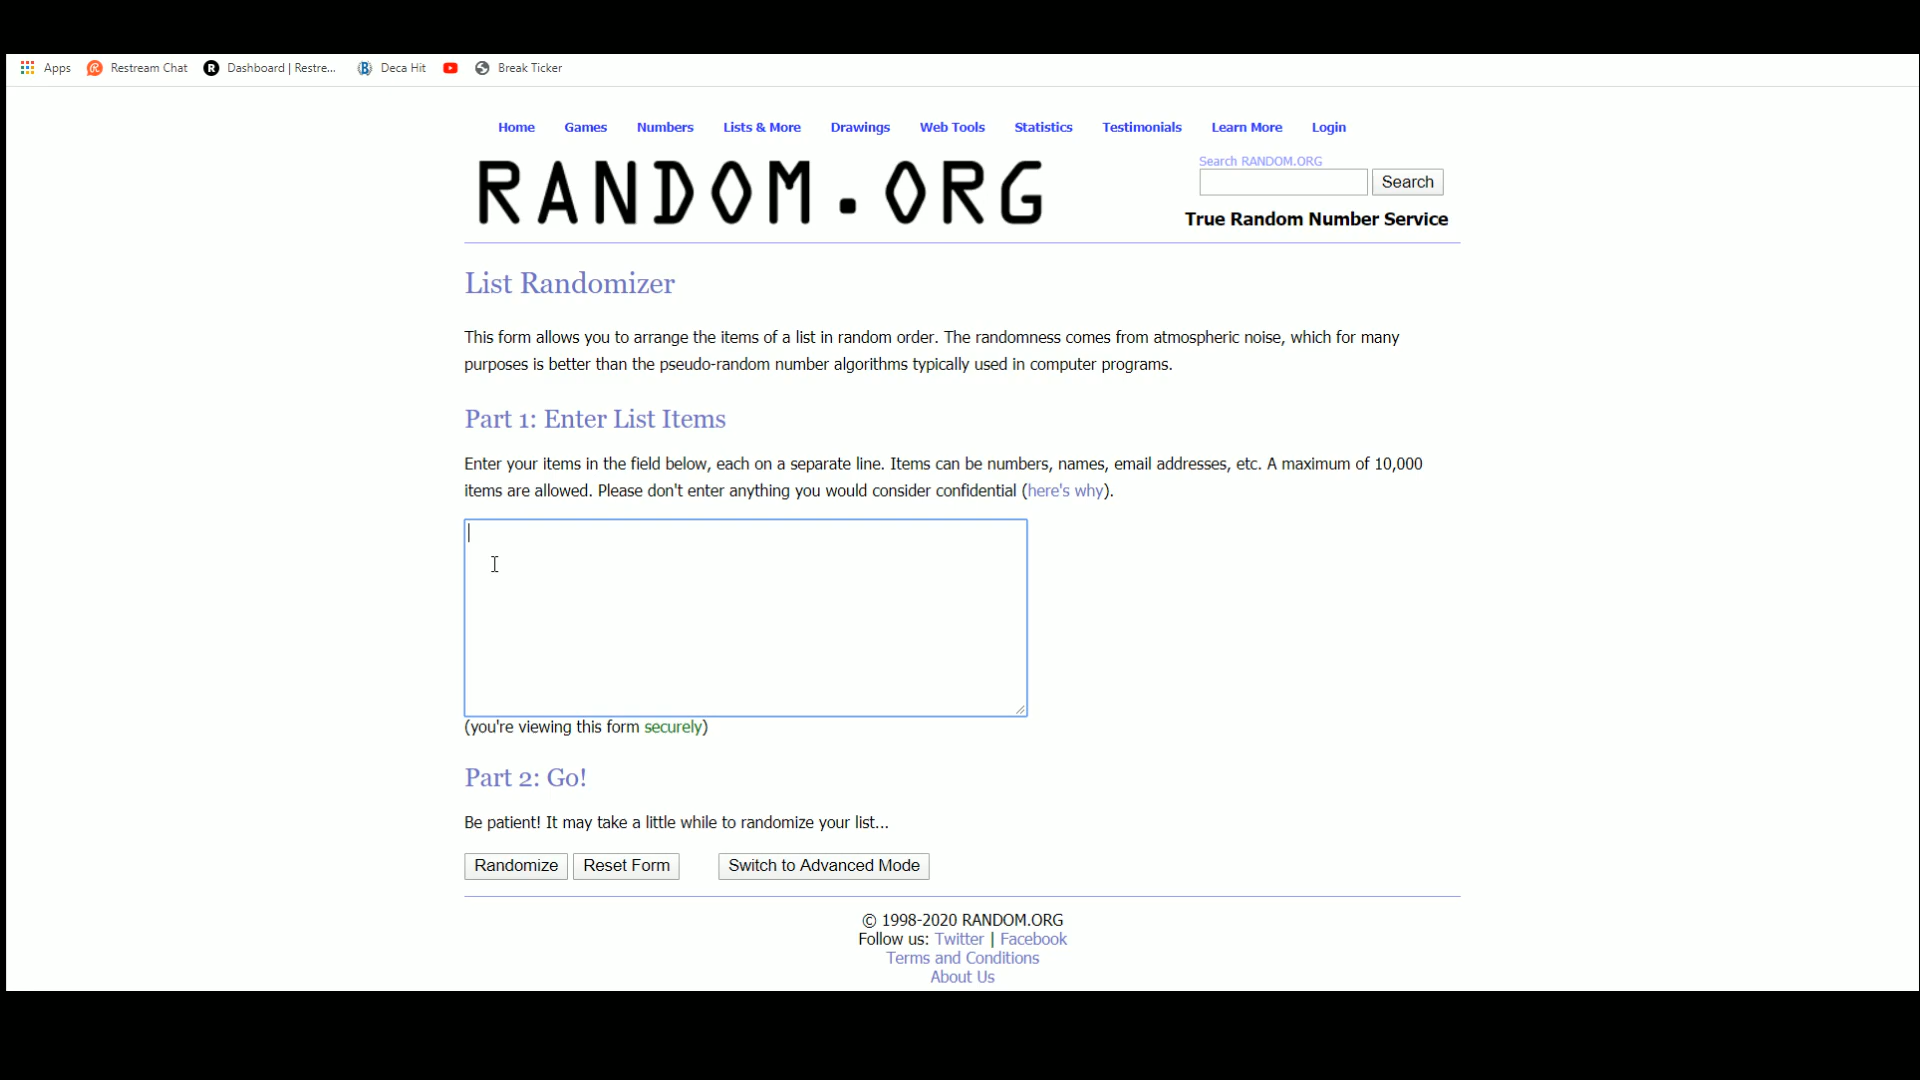 Apps Restream Chat Dashboard | Restre... Deca Hit Break Ticker
Home Games Numbers Lists & More Drawings Web Tools Statistics Testimonials Learn More Login
RANDOM.ORG
Search RANDOM.ORG
Search
True Random Number Service
List Randomizer
This form allows you to arrange the items of a list in random order. The randomness comes from atmospheric noise, which for many
purposes is better than the pseudo-random number algorithms typically used in computer programs.
Part 1: Enter List Items
Enter your items in the field below, each on a separate line. Items can be numbers, names, email addresses, etc. A maximum of 10,000
items are allowed. Please don't enter anything you would consider confidential (here's why).
(you're viewing this form securely)
Part 2: Go!
Be patient! It may take a little while to randomize your list...
Randomize Reset Form Switch to Advanced Mode
© 1998-2020 RANDOM.ORG
Follow us: Twitter | Facebook
Terms and Conditions
About Us